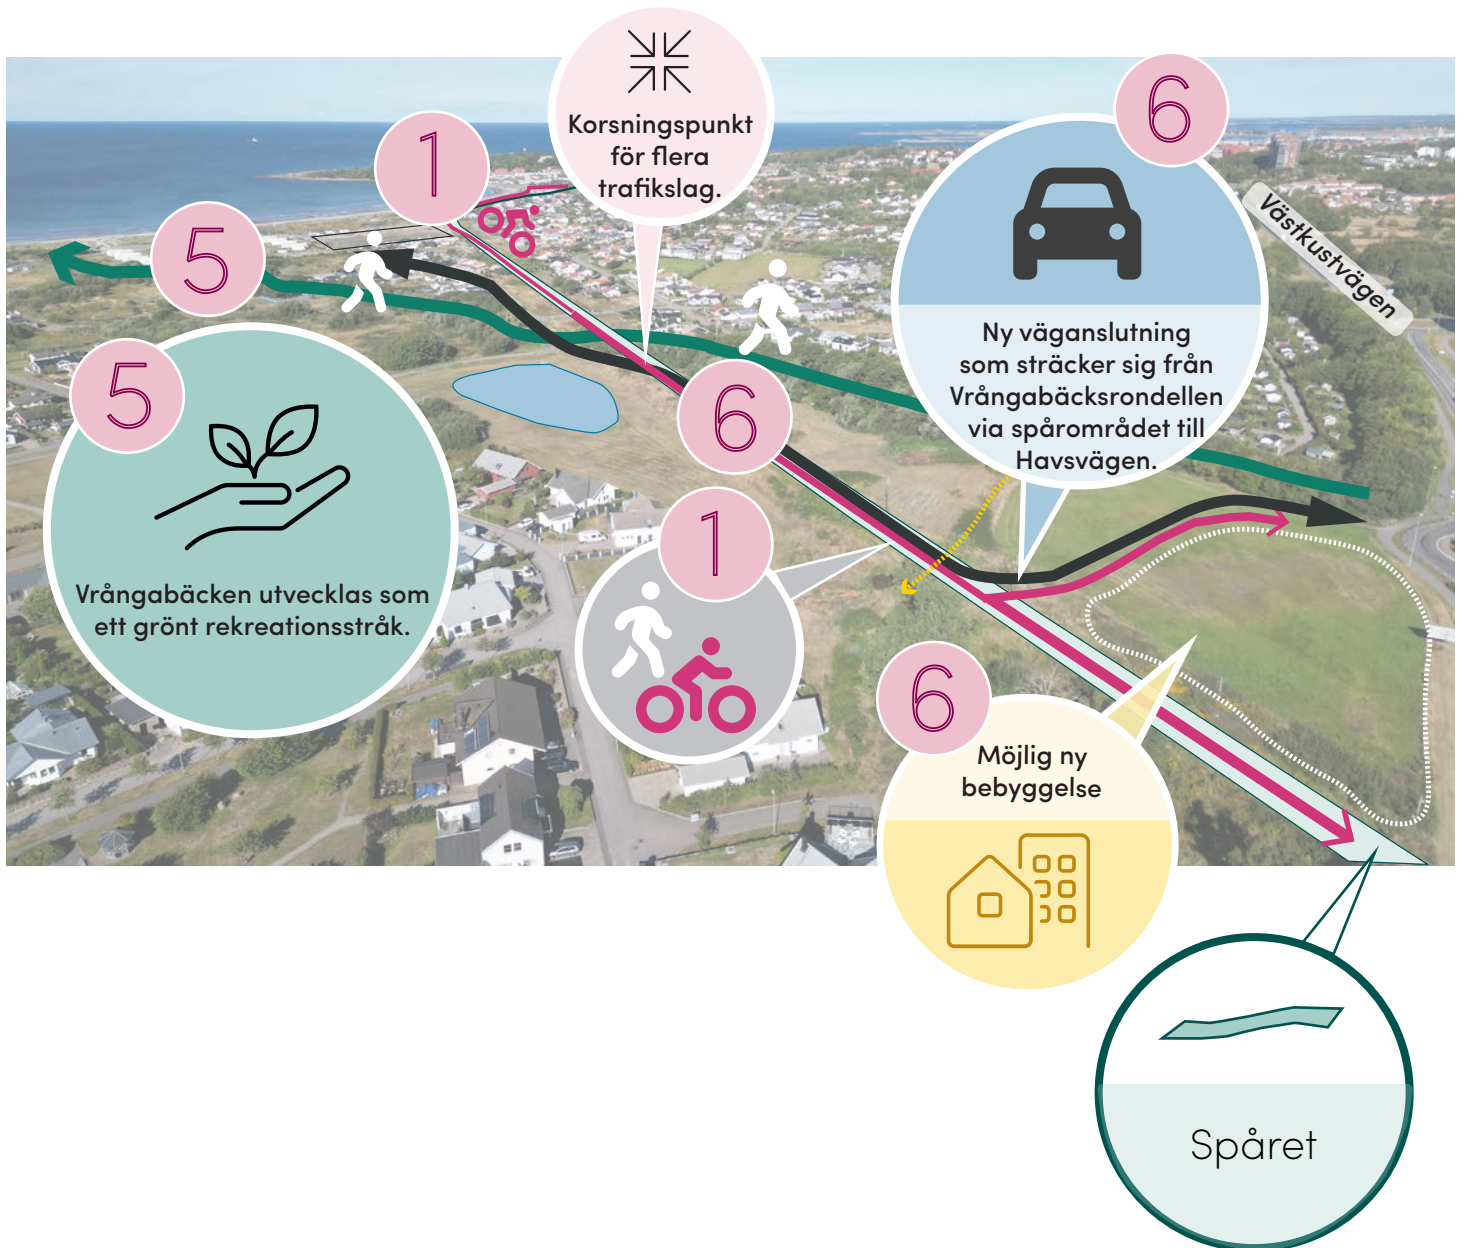 Korsningspunkt
för flera
trafikslag.
6
1
Västkustvägen
5
Ny väganslutning
som sträcker sig från
Vrångabäcksrondellen
via spårområdet till
Havsvägen.
5
6
Vrångabäcken utvecklas som
ett grönt rekreationsstråk.
1
6
Möjlig ny
bebyggelse
Spåret